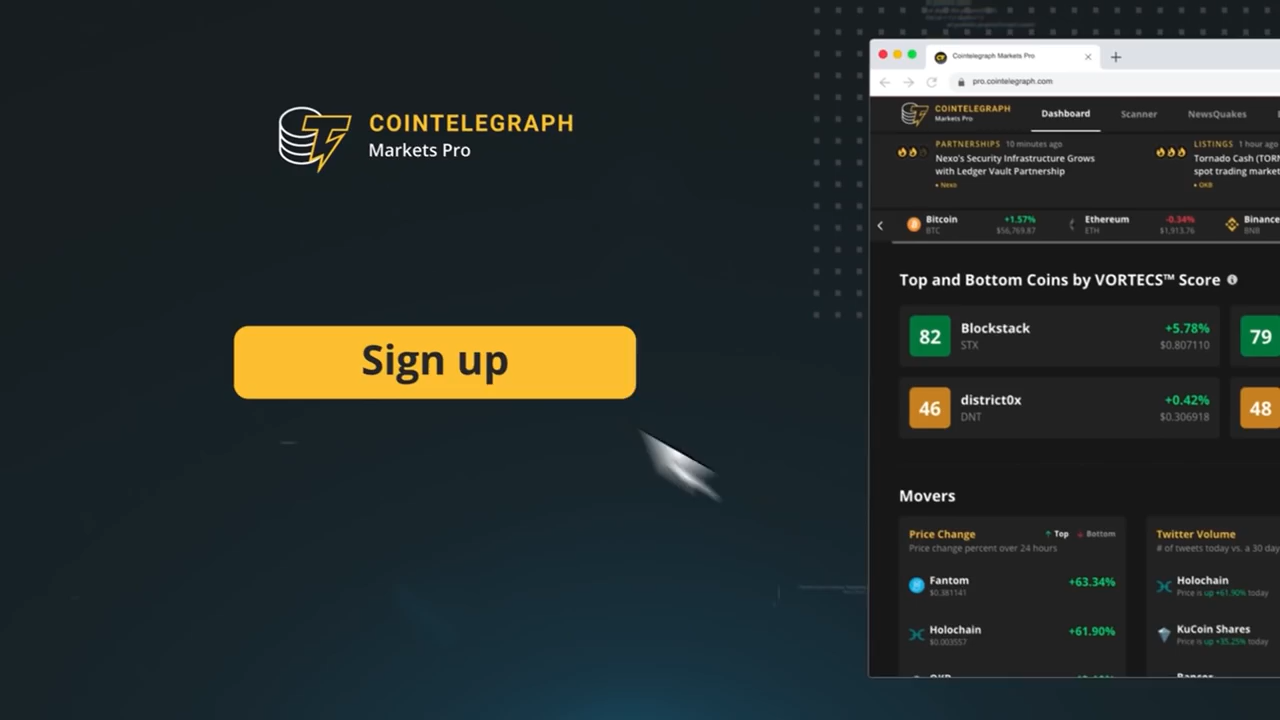 COINTELEGRAPH
Markets Pro
Sign up
Cointelegraph Markets Pro
pro.cointelegraph.com
COINTELEGRAPH
Markets Pro
Dashboard
Scanner
NewsQuakes
PARTNERSHIPS 10 minutes ago
Nexo's Security Infrastructure Grows
with Ledger Vault Partnership
Nexo
LISTINGS 1 hour ago
Tornado Cash (TORN
spot trading market
OKB
Bitcoin +1.57%
BTC $56,769.87
Ethereum -0.34%
ETH $1,913.76
Binance
BNB
Top and Bottom Coins by VORTECS™ Score
82 Blockstack +5.78%
STX $0.807110
79
46 district0x +0.42%
DNT $0.306918
48
Movers
Price Change Top Bottom
Price change percent over 24 hours
Fantom +63.34%
$0.381141
Holochain +61.90%
$0.003557
Twitter Volume
# of tweets today vs. a 30 day
Holochain
Price is up +61.90% today
KuCoin Shares
Price is up +35.25% today